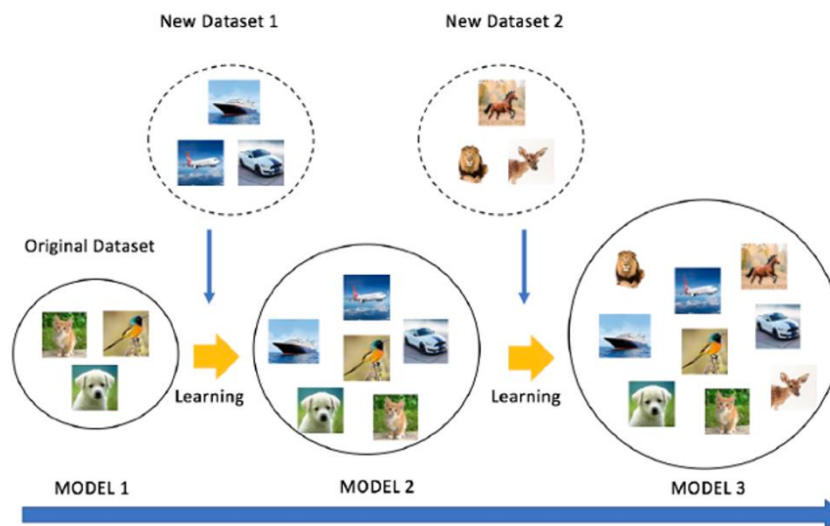 New Dataset 1
New Dataset 2
Original Dataset
Learning
Learning
MODEL 1
MODEL 2
MODEL 3